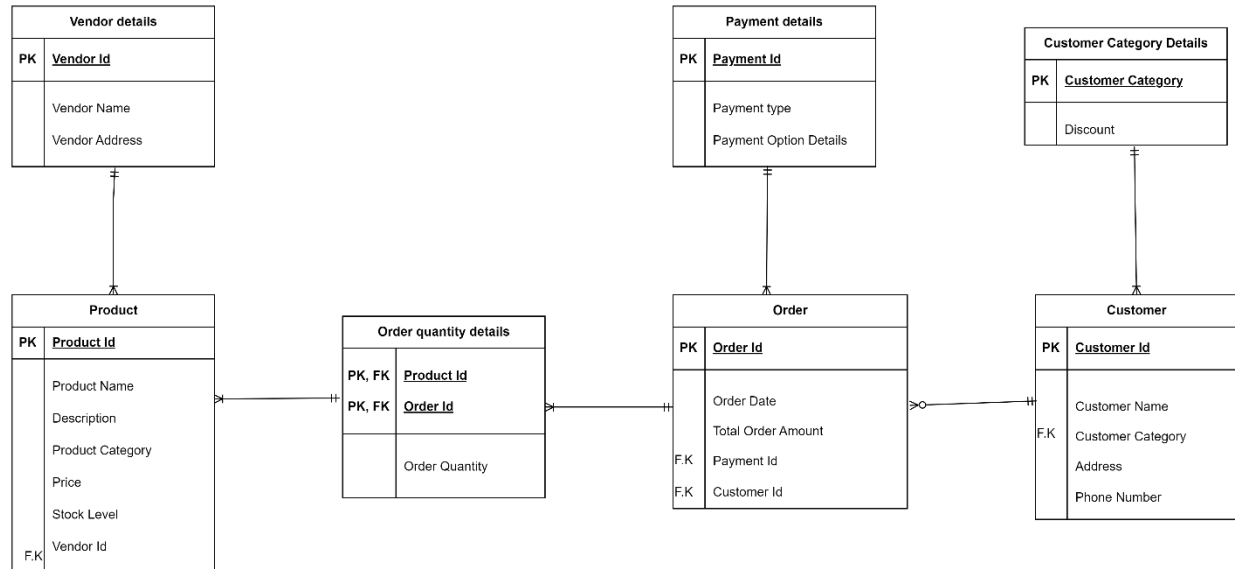 Vendor details
PK Vendor Id
Vendor Name
Vendor Address
Payment details
PK Payment Id
Payment type
Payment Option Details
Customer Category Details
PK Customer Category
Discount
Product
PK Product Id
Product Name
Description
Product Category
Price
Stock Level
F.K Vendor Id
Order quantity details
PK, FK Product Id
PK, FK Order Id
Order Quantity
Order
PK Order Id
Order Date
Total Order Amount
F.K Payment Id
F.K Customer Id
Customer
PK Customer Id
Customer Name
F.K Customer Category
Address
Phone Number